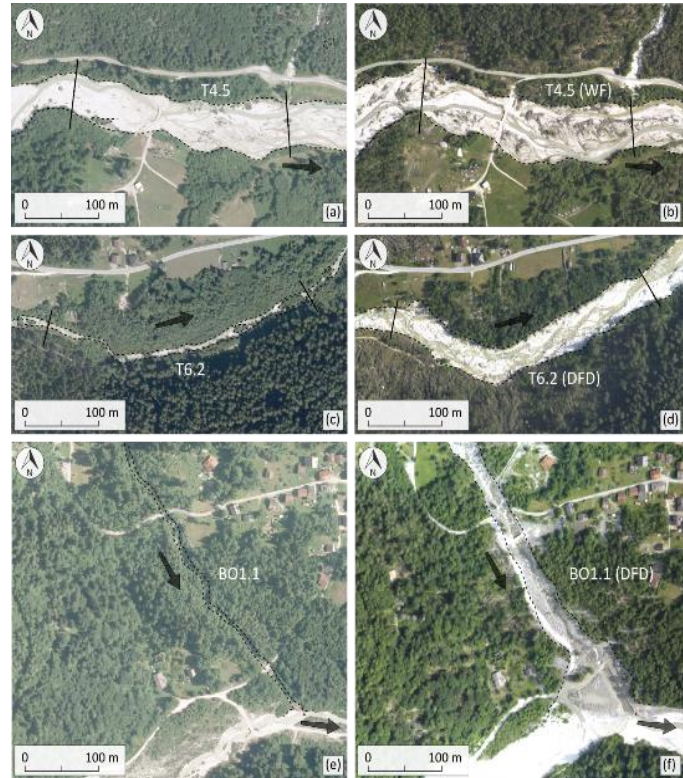 N
T4.5
0 100 m
(a)
N
T4.5 (WF)
0 100 m
(b)
N
T6.2
0 100 m
(c)
N
T6.2 (DFD)
0 100 m
(d)
N
BO1.1
0 100 m
(e)
N
BO1.1 (DFD)
0 100 m
(f)